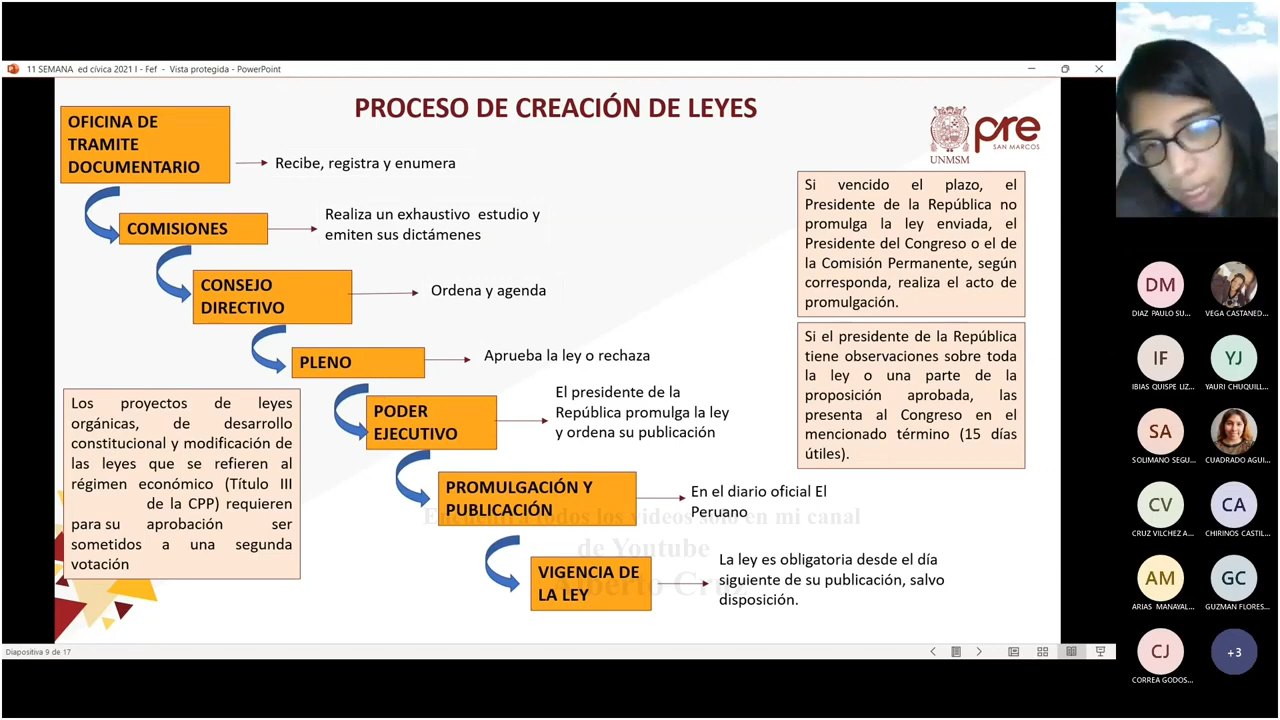 11 SEMANA ed cívica 2021 I - Fef - Vista protegida - PowerPoint
PROCESO DE CREACIÓN DE LEYES
UNMSM
pre
SAN MARCOS
OFICINA DE
TRAMITE
DOCUMENTARIO
Recibe, registra y enumera
COMISIONES
Realiza un exhaustivo estudio y
emiten sus dictámenes
CONSEJO
DIRECTIVO
Ordena y agenda
PLENO
Aprueba la ley o rechaza
PODER
EJECUTIVO
El presidente de la
República promulga la ley
y ordena su publicación
PROMULGACIÓN Y
PUBLICACIÓN
En el diario oficial El
Peruano
VIGENCIA DE
LA LEY
La ley es obligatoria desde el día
siguiente de su publicación, salvo
disposición.
Los proyectos de leyes
orgánicas, de desarrollo
constitucional y modificación de
las leyes que se refieren al
régimen económico (Título III
de la CPP) requieren
para su aprobación ser
sometidos a una segunda
votación
Si vencido el plazo, el
Presidente de la República no
promulga la ley enviada, el
Presidente del Congreso o el de
la Comisión Permanente, según
corresponda, realiza el acto de
promulgación.
Si el presidente de la República
tiene observaciones sobre toda
la ley o una parte de la
proposición aprobada, las
presenta al Congreso en el
mencionado término (15 días
útiles).
Encuentra todos los videos solo en mi canal
de Youtube
Alberto Cruz
Diapositiva 9 de 17
DM
DIAZ PAULO SU...
VEGA CASTANED...
IF
IBIAS QUISPE LIZ...
YJ
YAURI CHUQUILL...
SA
SOLIMANO SEGU...
CUADRADO AGUI...
CV
CRUZ VILCHEZ A...
CA
CHIRINOS CASTIL...
AM
ARIAS MANAYAL...
GC
GUZMAN FLORES...
CJ
CORREA GODOS...
+3